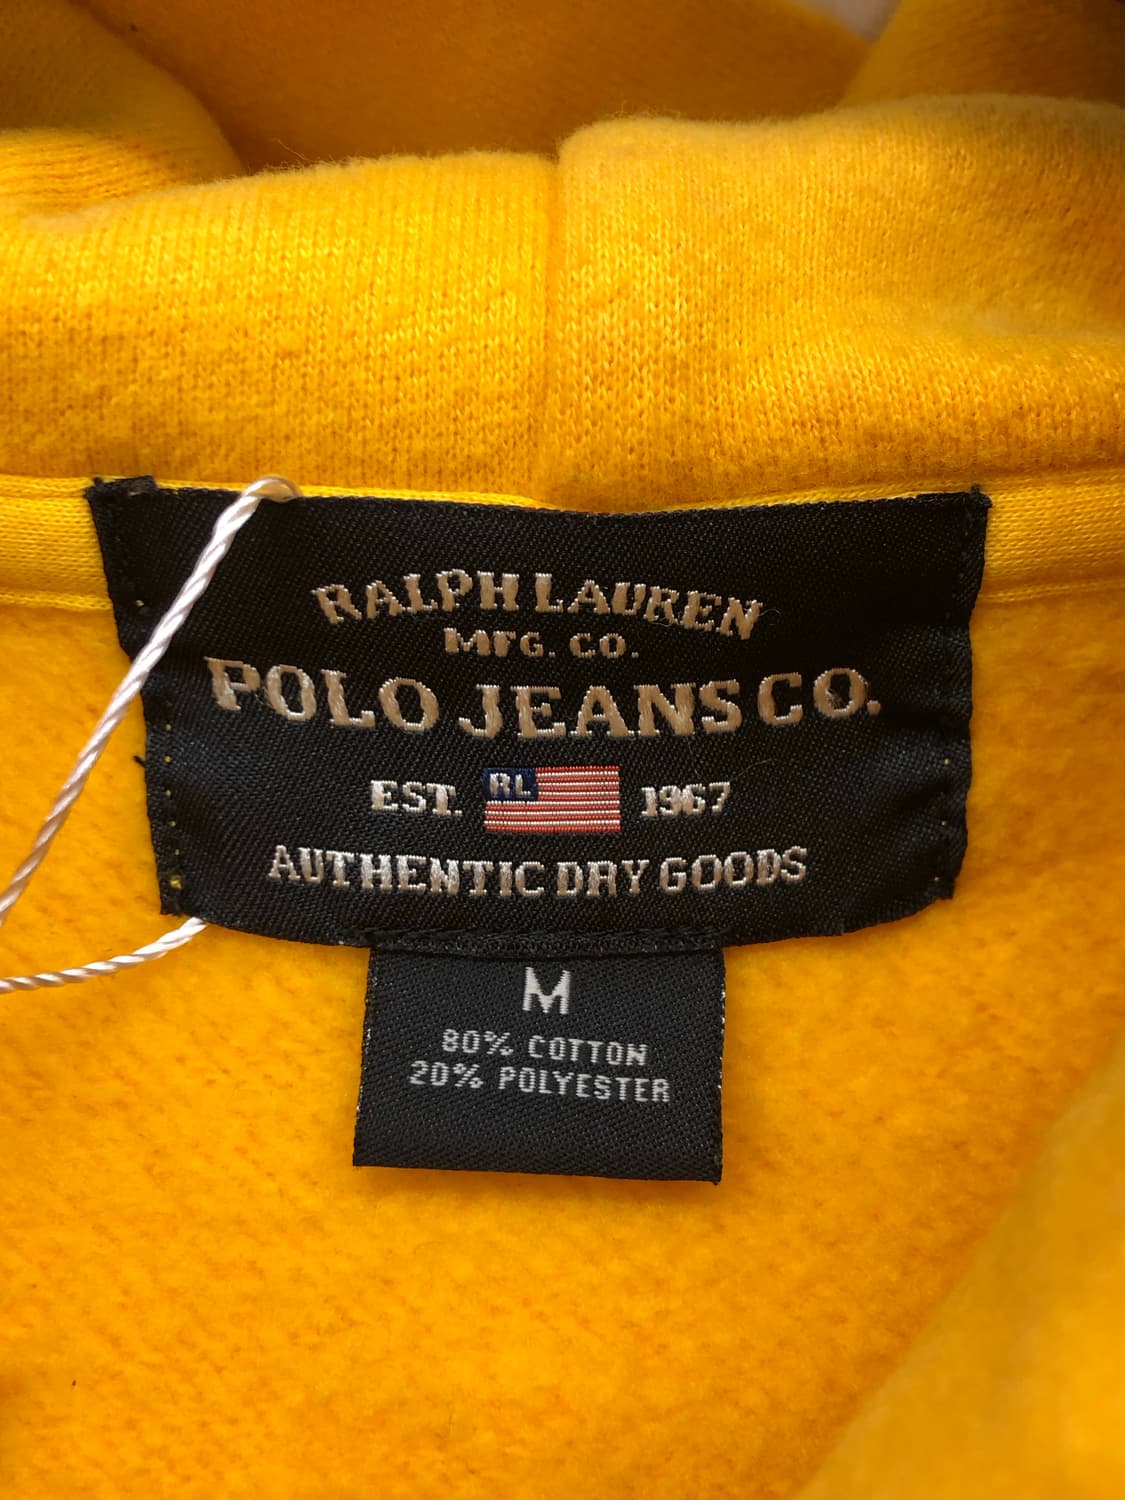 RALPH LAUREN
MFG. CO.
POLO JEANS CO.
EST. RL 1967
AUTHENTIC DRY GOODS
M
80% COTTON
20% POLYESTER